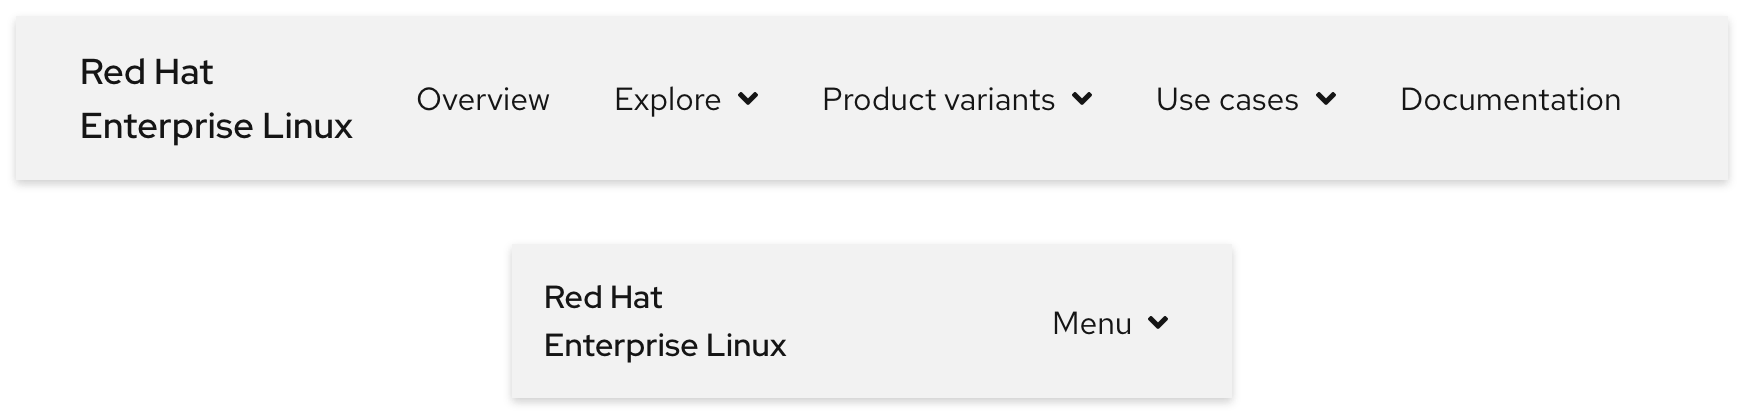 Red Hat
Enterprise Linux
Overview
Explore
Product variants
Use cases
Documentation
Red Hat
Enterprise Linux
Menu